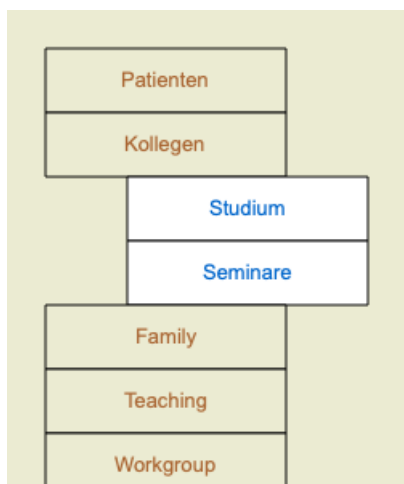 Patienten
Kollegen
Studium
Seminare
Family
Teaching
Workgroup